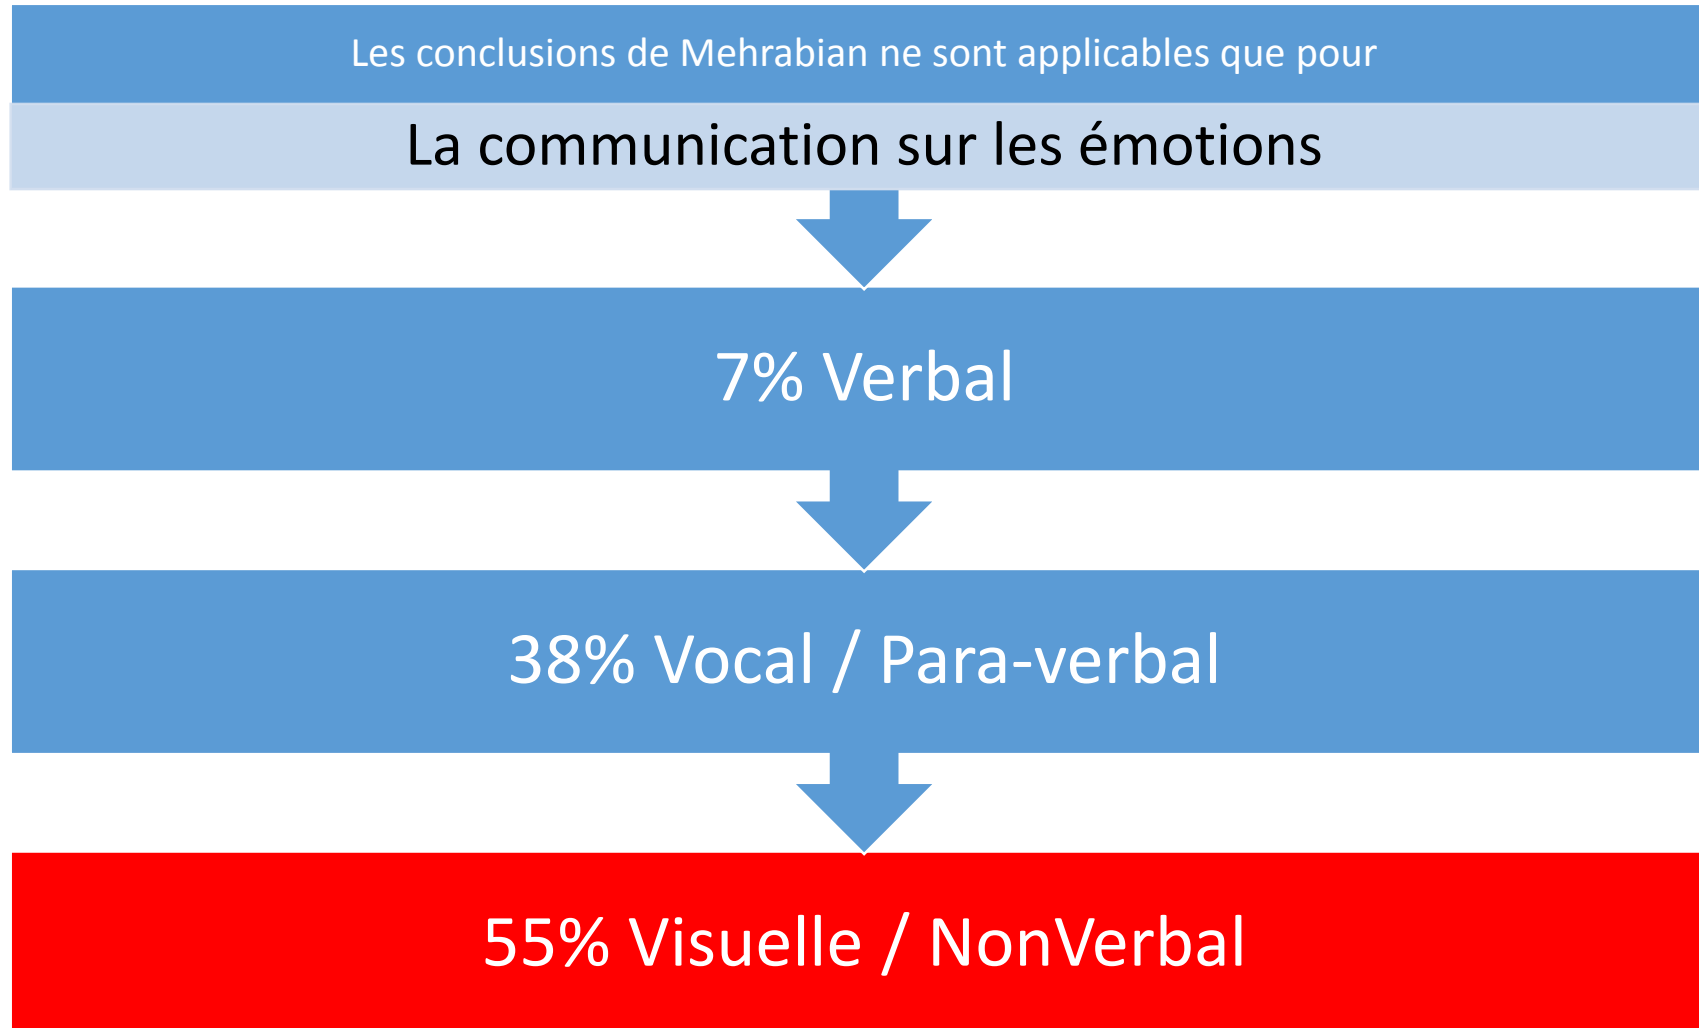 Les conclusions de Mehrabian ne sont applicables que pour
La communication sur les émotions
7% Verbal
38% Vocal / Para-verbal
55% Visuelle / NonVerbal